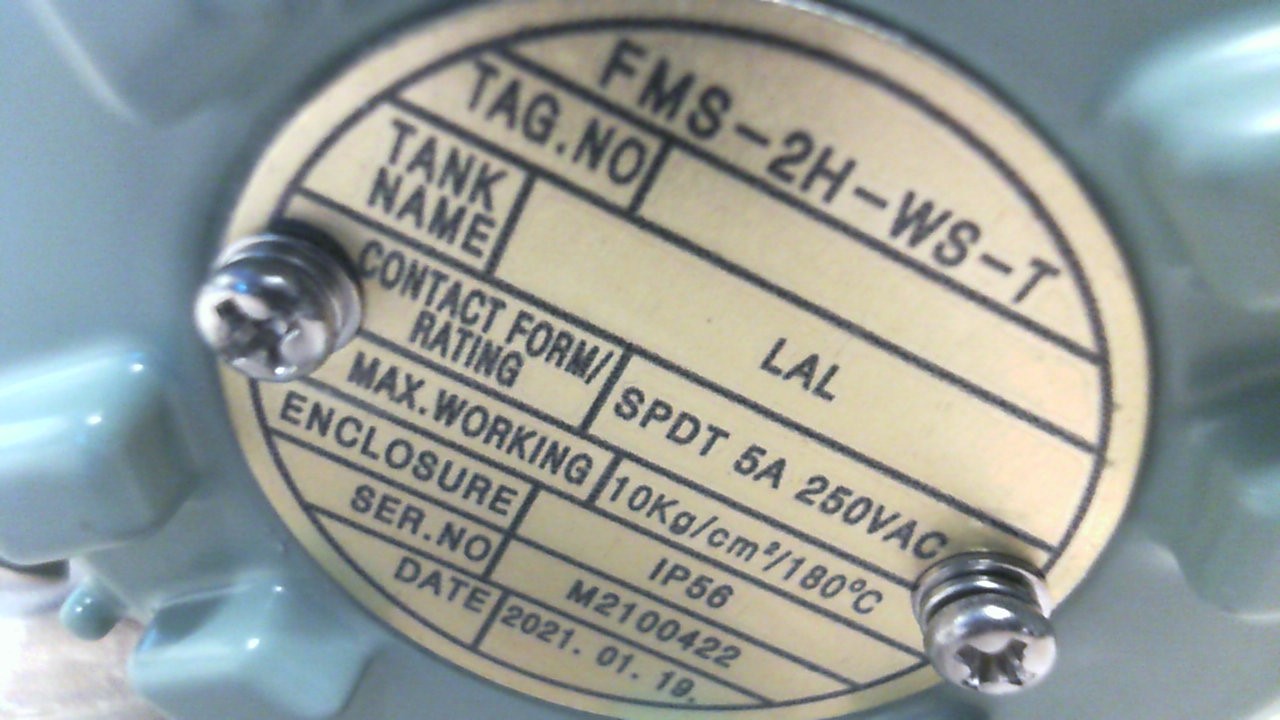 FMS-2H-WS-T
TAG.NO
TANK
NAME
LAL
CONTACT FORM/
RATING
SPDT 5A 250VAC
MAX.WORKING
10Kg/cm²/180°C
ENCLOSURE
IP56
SER.NO
M2100422
DATE
2021. 01. 19.